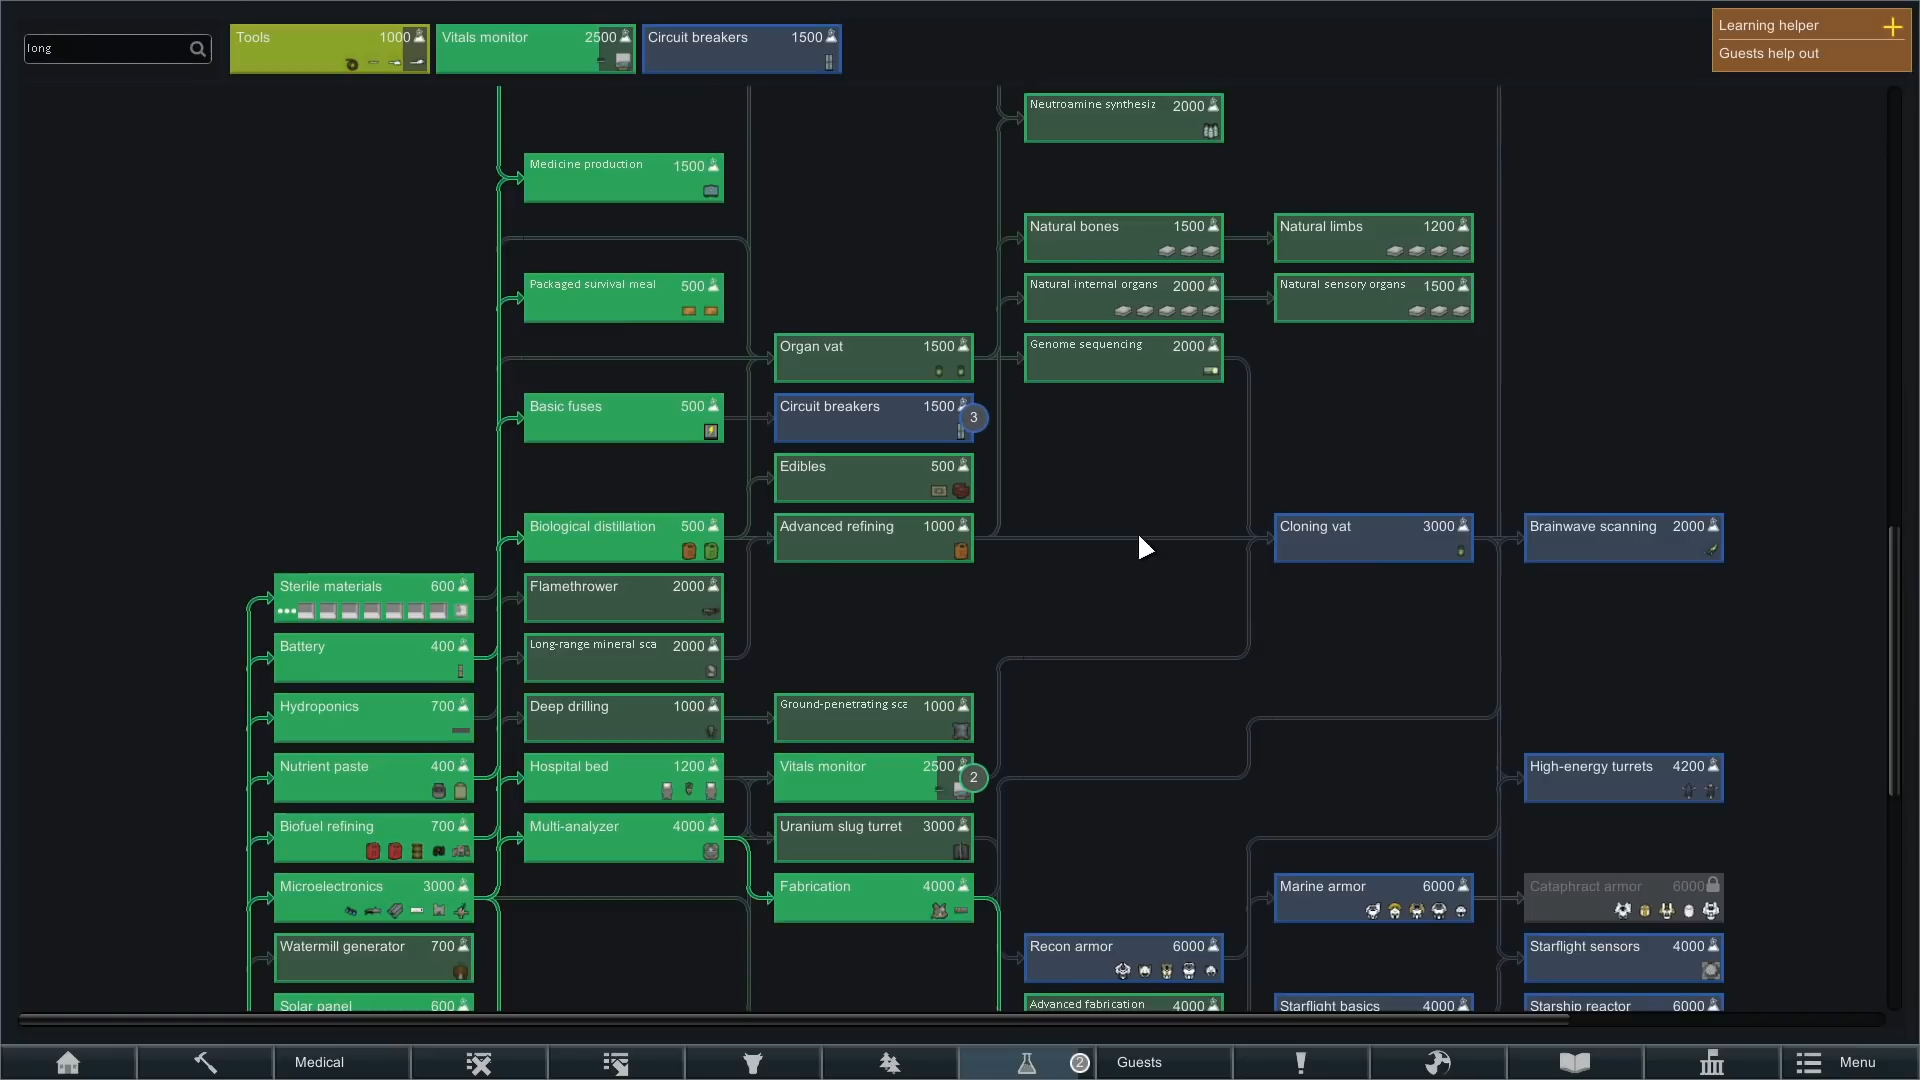 long
Tools 1000
Vitals monitor 2500
Circuit breakers 1500
Learning helper
Guests help out
Neutroamine synthesiz 2000
Medicine production 1500
Natural bones 1500
Natural limbs 1200
Packaged survival meal 500
Natural internal organs 2000
Natural sensory organs 1500
Organ vat 1500
Genome sequencing 2000
Basic fuses 500
Circuit breakers 1500
3
Edibles 500
Biological distillation 500
Advanced refining 1000
Cloning vat 3000
Brainwave scanning 2000
Sterile materials 600
Flamethrower 2000
Battery 400
Long-range mineral sca 2000
Hydroponics 700
Deep drilling 1000
Ground-penetrating sca 1000
Nutrient paste 400
Hospital bed 1200
Vitals monitor 2500
2
High-energy turrets 4200
Biofuel refining 700
Multi-analyzer 4000
Uranium slug turret 3000
Microelectronics 3000
Fabrication 4000
Marine armor 6000
Cataphract armor 6000
Watermill generator 700
Recon armor 6000
Starflight sensors 4000
Solar panel 600
Advanced fabrication 4000
Starflight basics 4000
Starship reactor 6000
Medical
2
Guests
Menu